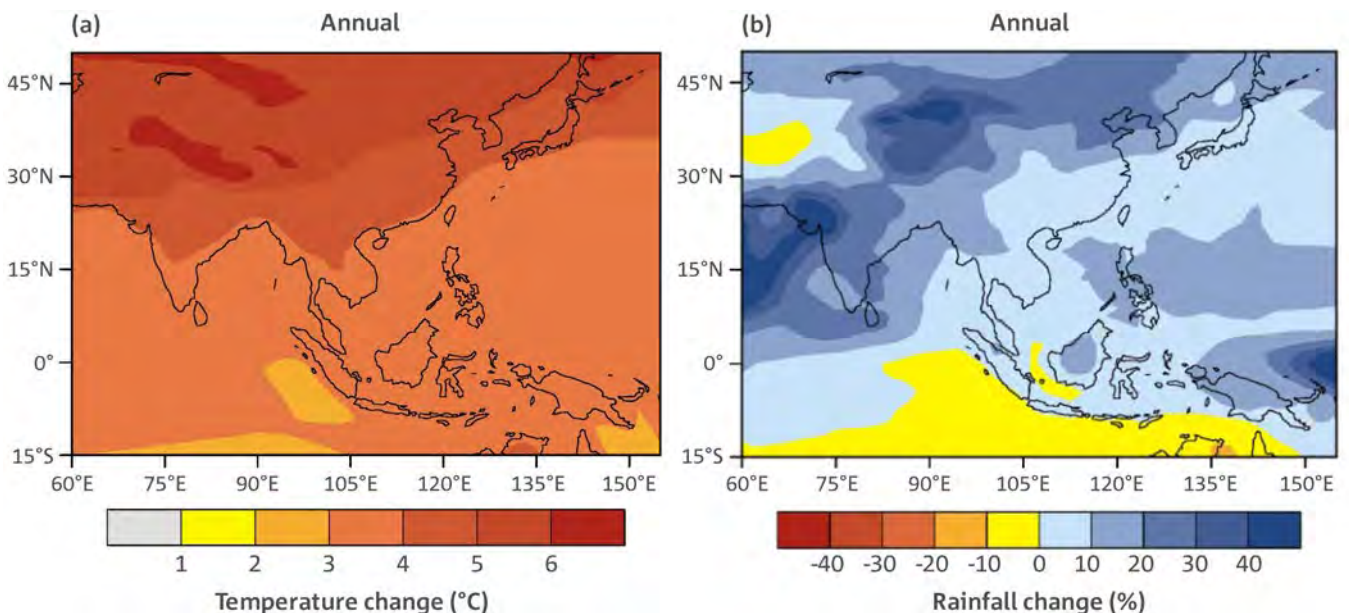 (a) Annual
45°N
30°N
15°N
0°
15°S
60°E 75°E 90°E 105°E 120°E 135°E 150°E
1 2 3 4 5 6
Temperature change (°C)
(b) Annual
45°N
30°N
15°N
0°
15°S
60°E 75°E 90°E 105°E 120°E 135°E 150°E
-40 -30 -20 -10 0 10 20 30 40
Rainfall change (%)